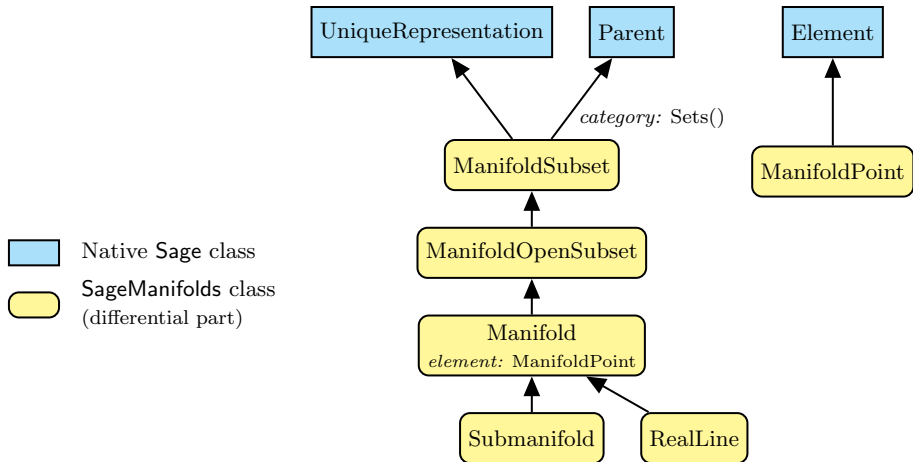 UniqueRepresentation
Parent
Element
category: Sets()
ManifoldSubset
ManifoldPoint
ManifoldOpenSubset
Native Sage class
SageManifolds class
(differential part)
Manifold
element: ManifoldPoint
Submanifold
RealLine